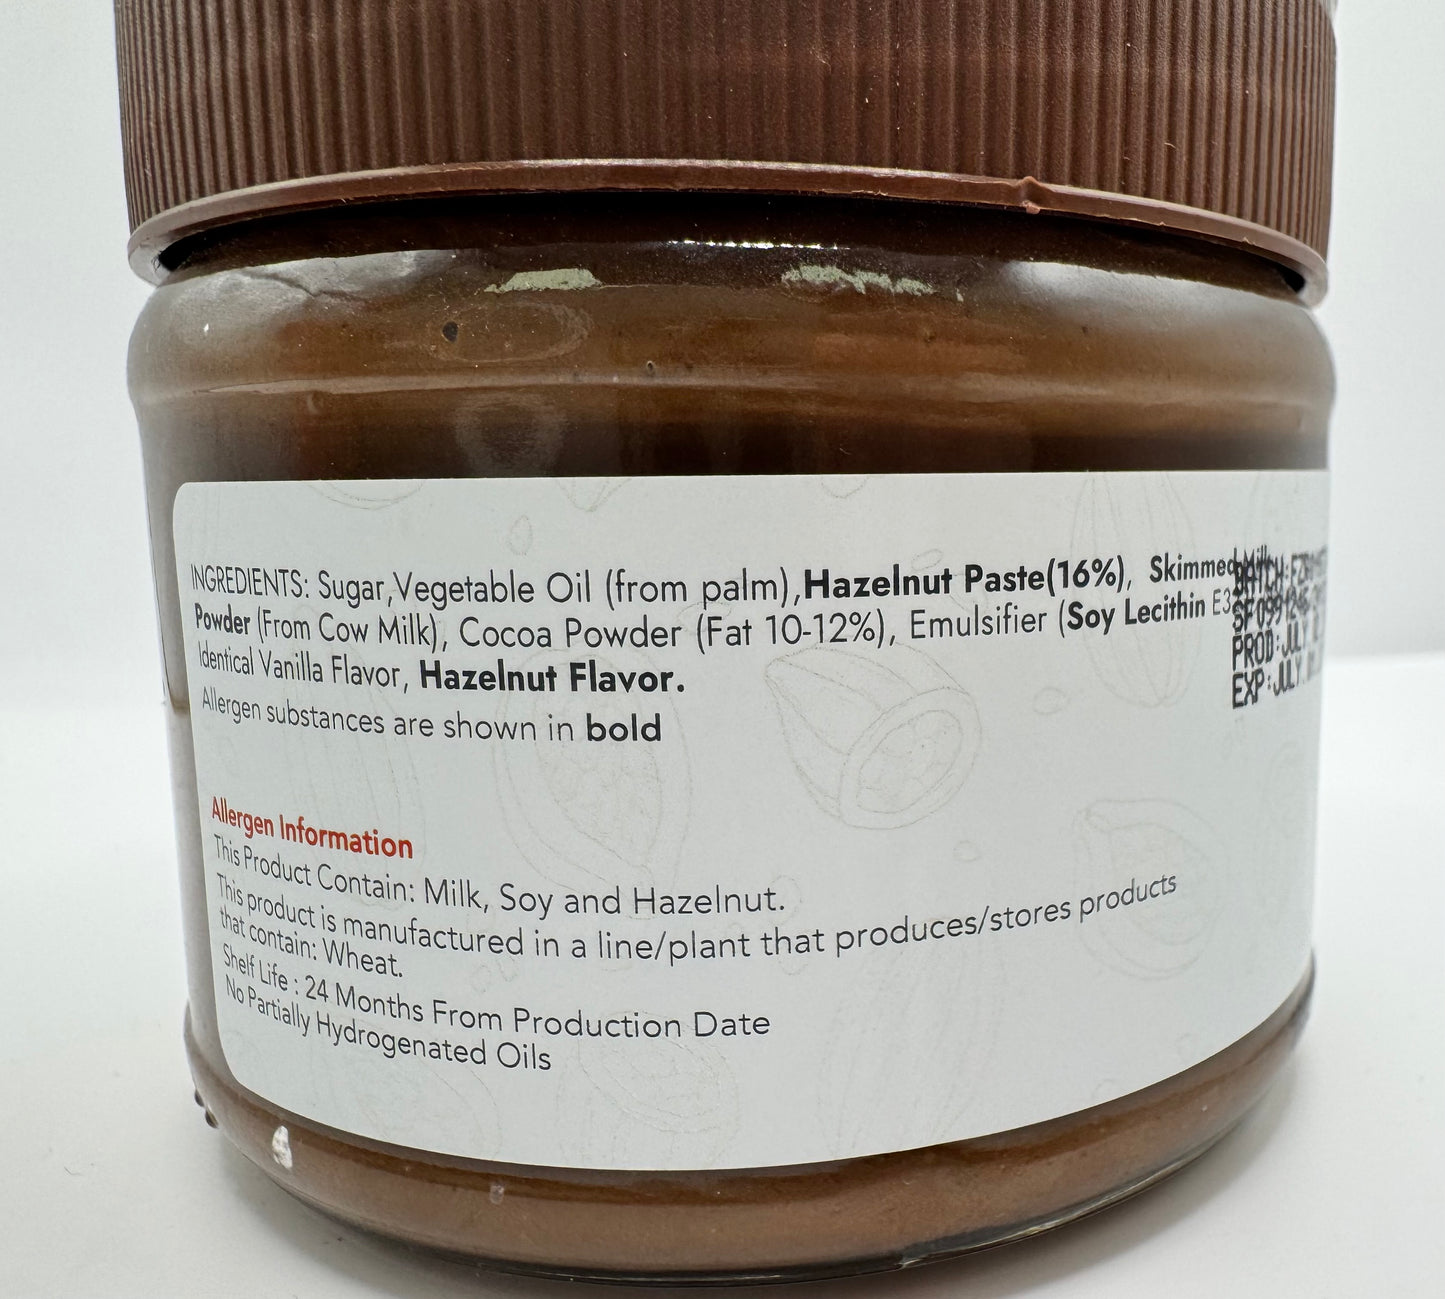 INGREDIENTS: Sugar,Vegetable Oil (from palm),Hazelnut Paste(16%), Skimmed Milk
Powder (From Cow Milk), Cocoa Powder (Fat 10-12%), Emulsifier (Soy Lecithin
Identical Vanilla Flavor, Hazelnut Flavor.
Allergen substances are shown in bold
BATCH:
PROD:JULY
EXP:JULY.
Allergen Information
This Product Contain: Milk, Soy and Hazelnut.
This product is manufactured in a line/plant that produces/stores products
that contain: Wheat.
Shelf Life : 24 Months From Production Date
No Partially Hydrogenated Oils